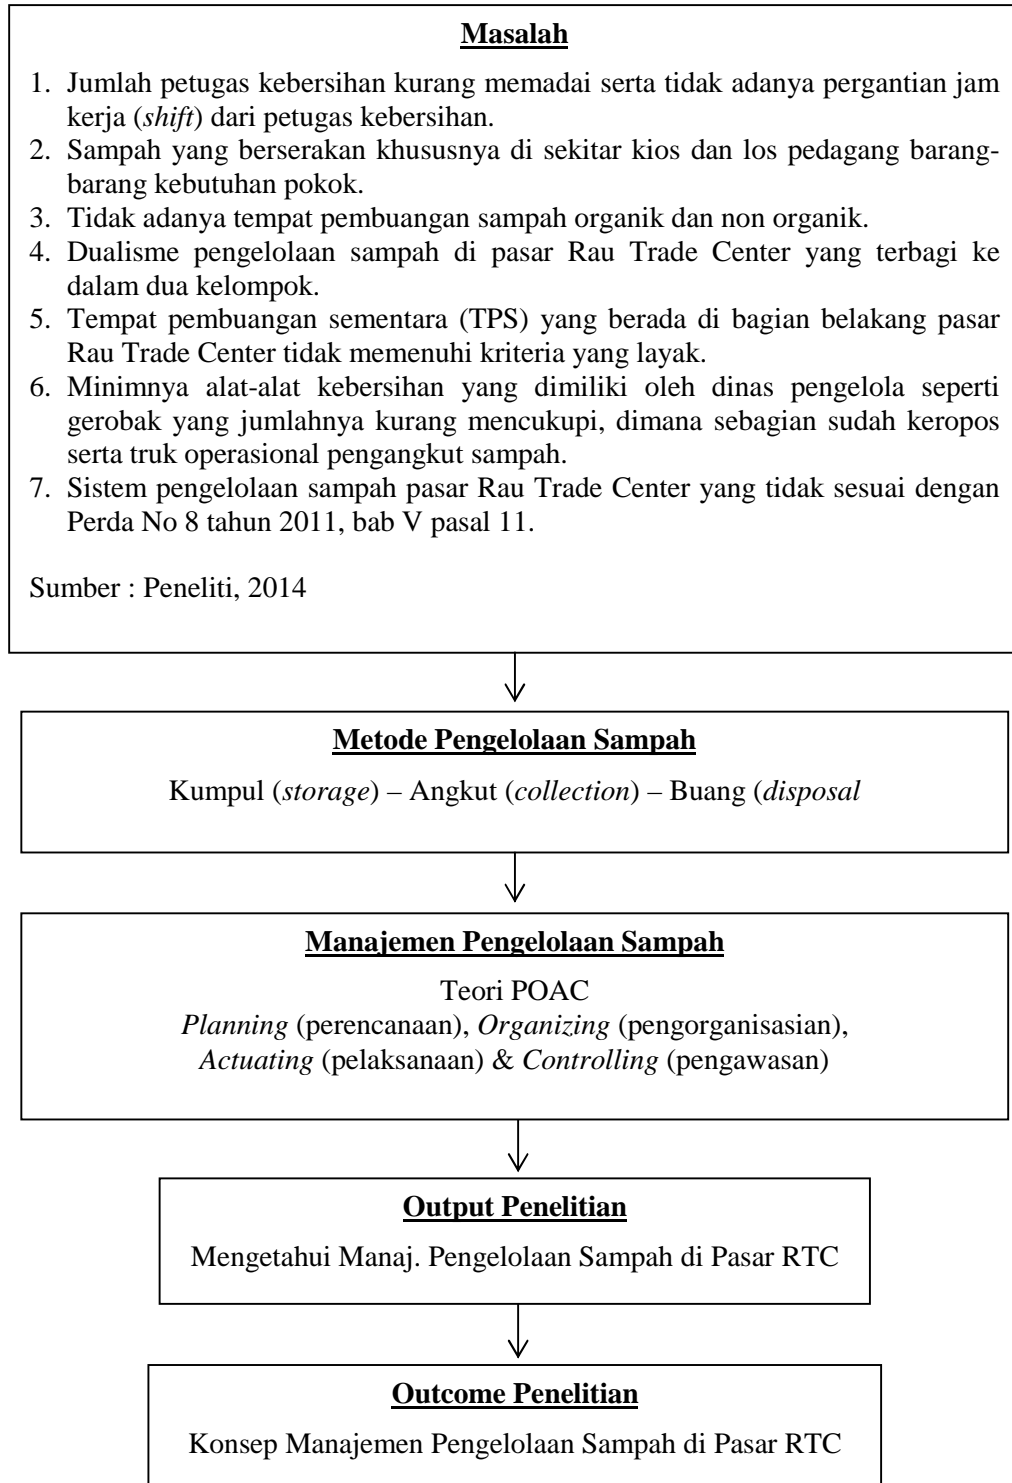 Masalah
1. Jumlah petugas kebersihan kurang memadai serta tidak adanya pergantian jam
kerja (shift) dari petugas kebersihan.
2. Sampah yang berserakan khususnya di sekitar kios dan los pedagang barang-
barang kebutuhan pokok.
3. Tidak adanya tempat pembuangan sampah organik dan non organik.
4. Dualisme pengelolaan sampah di pasar Rau Trade Center yang terbagi ke
dalam dua kelompok.
5. Tempat pembuangan sementara (TPS) yang berada di bagian belakang pasar
Rau Trade Center tidak memenuhi kriteria yang layak.
6. Minimnya alat-alat kebersihan yang dimiliki oleh dinas pengelola seperti
gerobak yang jumlahnya kurang mencukupi, dimana sebagian sudah keropos
serta truk operasional pengangkut sampah.
7. Sistem pengelolaan sampah pasar Rau Trade Center yang tidak sesuai dengan
Perda No 8 tahun 2011, bab V pasal 11.
Sumber : Peneliti, 2014
Metode Pengelolaan Sampah
Kumpul (storage) – Angkut (collection) – Buang (disposal
Manajemen Pengelolaan Sampah
Teori POAC
Planning (perencanaan), Organizing (pengorganisasian),
Actuating (pelaksanaan) & Controlling (pengawasan)
Output Penelitian
Mengetahui Manaj. Pengelolaan Sampah di Pasar RTC
Outcome Penelitian
Konsep Manajemen Pengelolaan Sampah di Pasar RTC